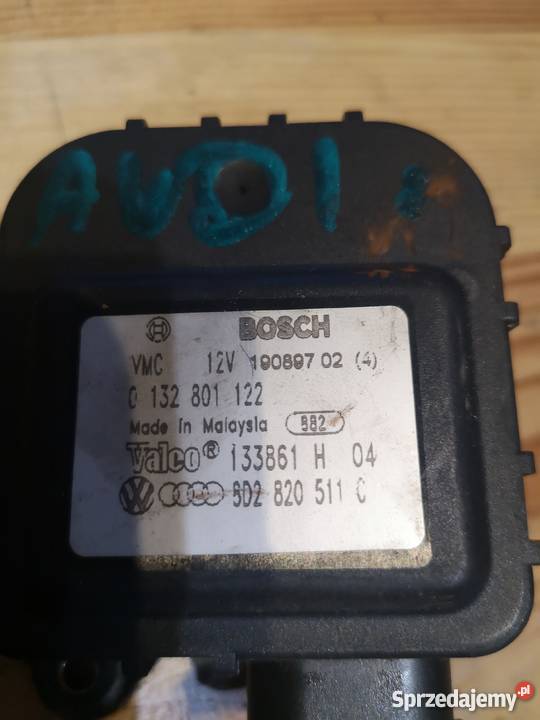 AUDI
BOSCH
VMC 12V 190897 02 (4)
0 132 801 122
Made in Malaysia 982
Valeo® 133861 H 04
8D2 820 511 C
Sprzedajemy.pl